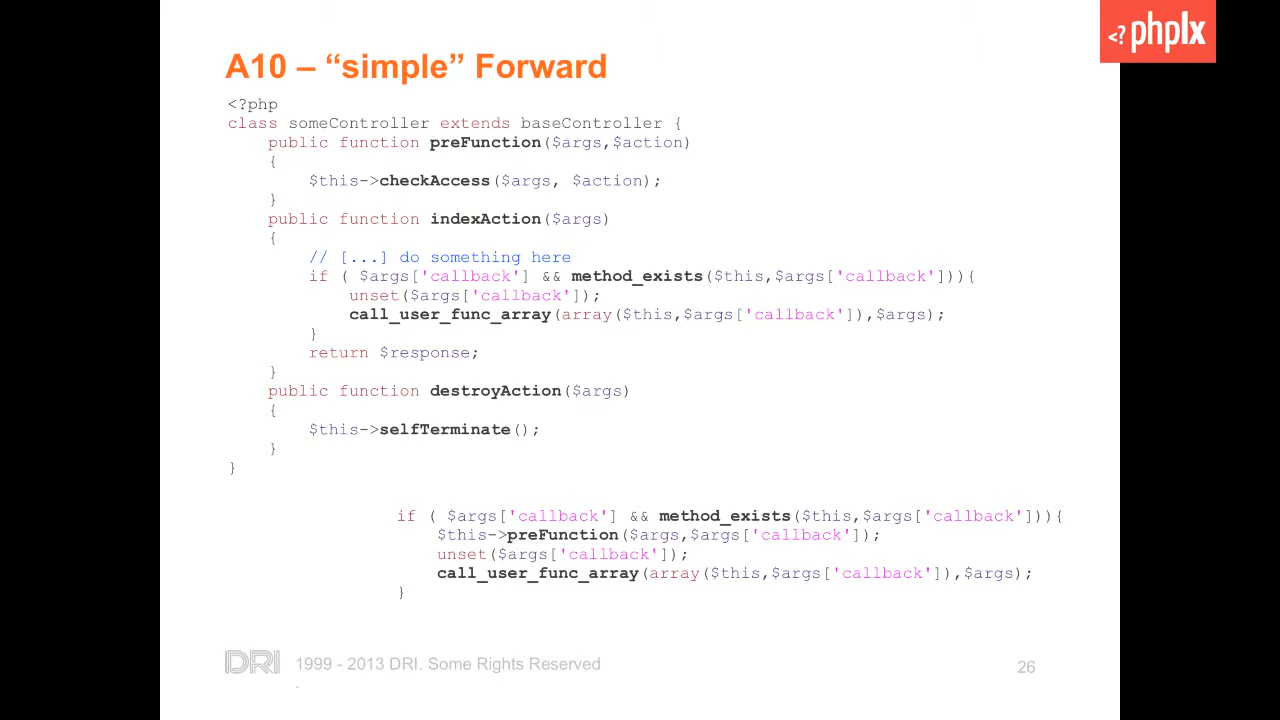 <? phplx
A10 – “simple” Forward
<?php
class someController extends baseController {
    public function preFunction($args,$action)
    {
        $this->checkAccess($args, $action);
    }
    public function indexAction($args)
    {
        // [...] do something here
        if ( $args['callback'] && method_exists($this,$args['callback'])){
            unset($args['callback']);
            call_user_func_array(array($this,$args['callback']),$args);
        }
        return $response;
    }
    public function destroyAction($args)
    {
        $this->selfTerminate();
    }
}
if ( $args['callback'] && method_exists($this,$args['callback'])){
    $this->preFunction($args,$args['callback']);
    unset($args['callback']);
    call_user_func_array(array($this,$args['callback']),$args);
}
DRI 1999 - 2013 DRI. Some Rights Reserved
.
26